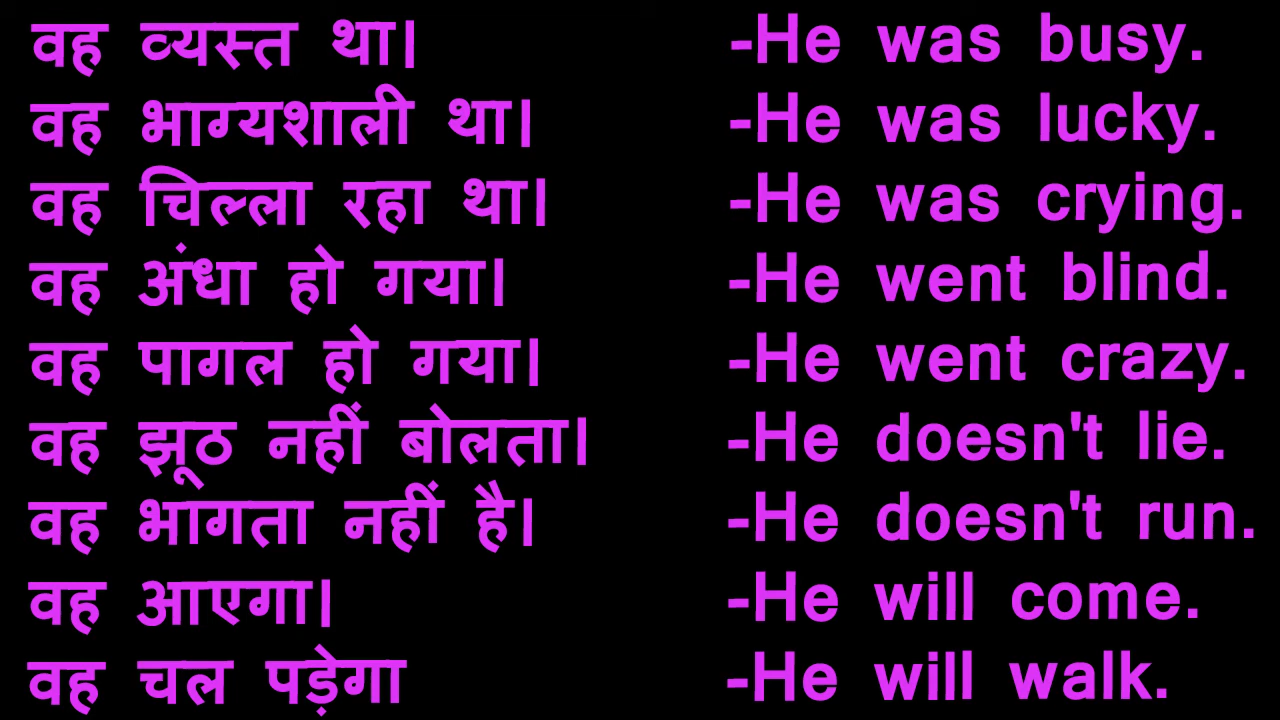 वह व्यस्त था। -He was busy.
वह भाग्यशाली था। -He was lucky.
वह चिल्ला रहा था। -He was crying.
वह अंधा हो गया। -He went blind.
वह पागल हो गया। -He went crazy.
वह झूठ नहीं बोलता। -He doesn't lie.
वह भागता नहीं है। -He doesn't run.
वह आएगा। -He will come.
वह चल पड़ेगा -He will walk.